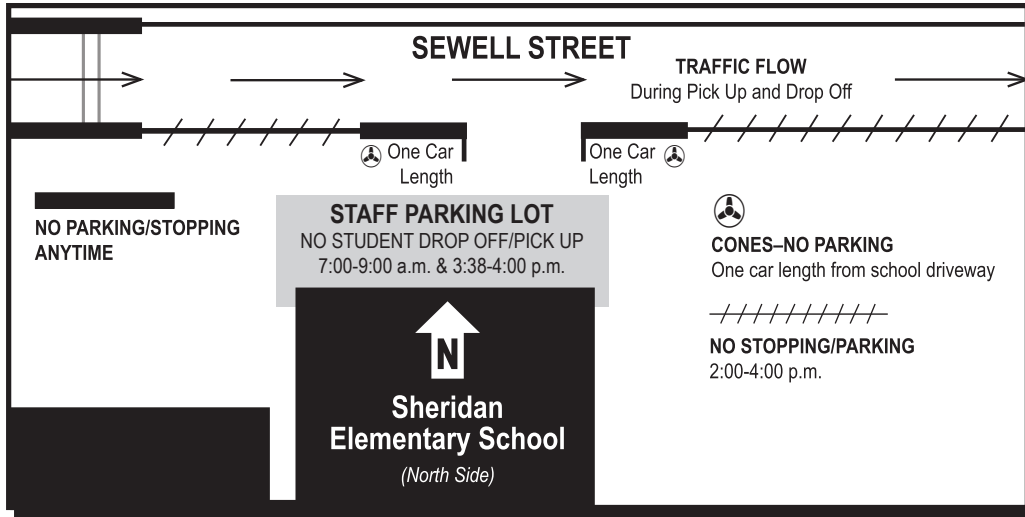 SEWELL STREET
TRAFFIC FLOW
During Pick Up and Drop Off
One Car
Length
One Car
Length
NO PARKING/STOPPING
ANYTIME
STAFF PARKING LOT
NO STUDENT DROP OFF/PICK UP
7:00-9:00 a.m. & 3:38-4:00 p.m.
CONES–NO PARKING
One car length from school driveway
NO STOPPING/PARKING
2:00-4:00 p.m.
N
Sheridan
Elementary School
(North Side)